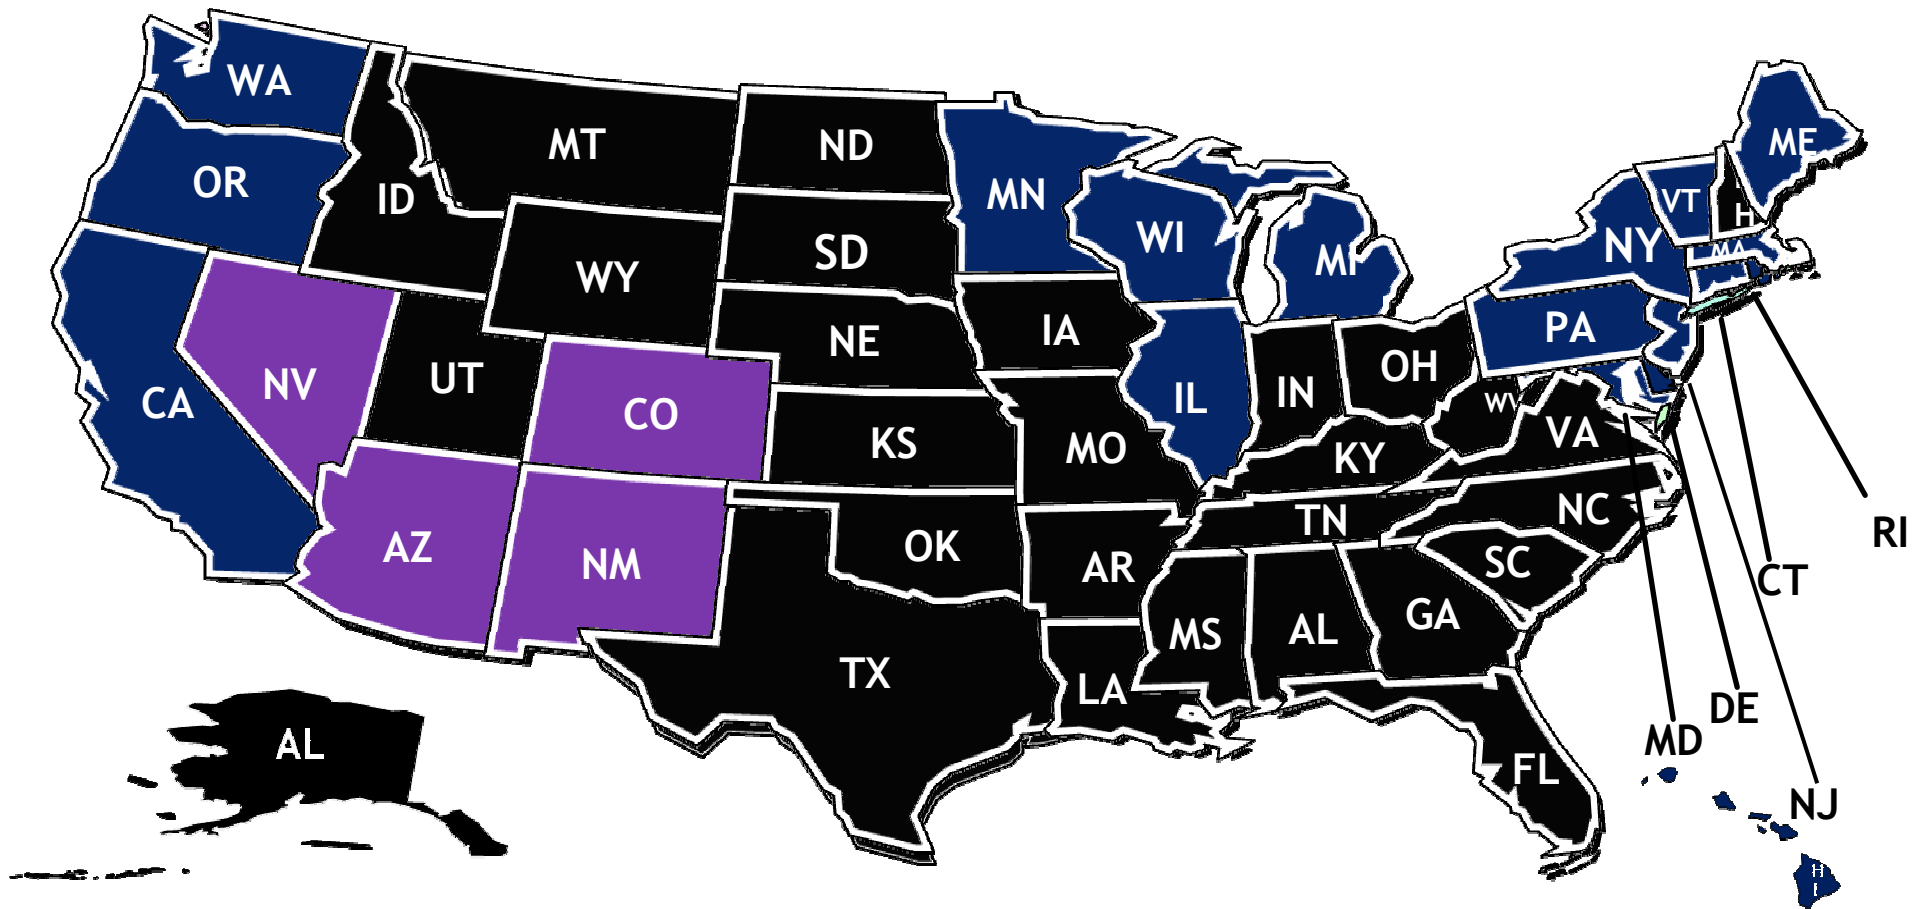 WA
MT
ND
ME
OR
ID
MN
VT
H
SD
WI
MI
NY
MA
WY
NE
IA
PA
NV
UT
CO
IL
IN
OH
CA
KS
MO
KY
WV
VA
AZ
NM
OK
AR
TN
NC
RI
SC
CT
MS
AL
GA
TX
LA
DE
AL
MD
FL
NJ
H
I